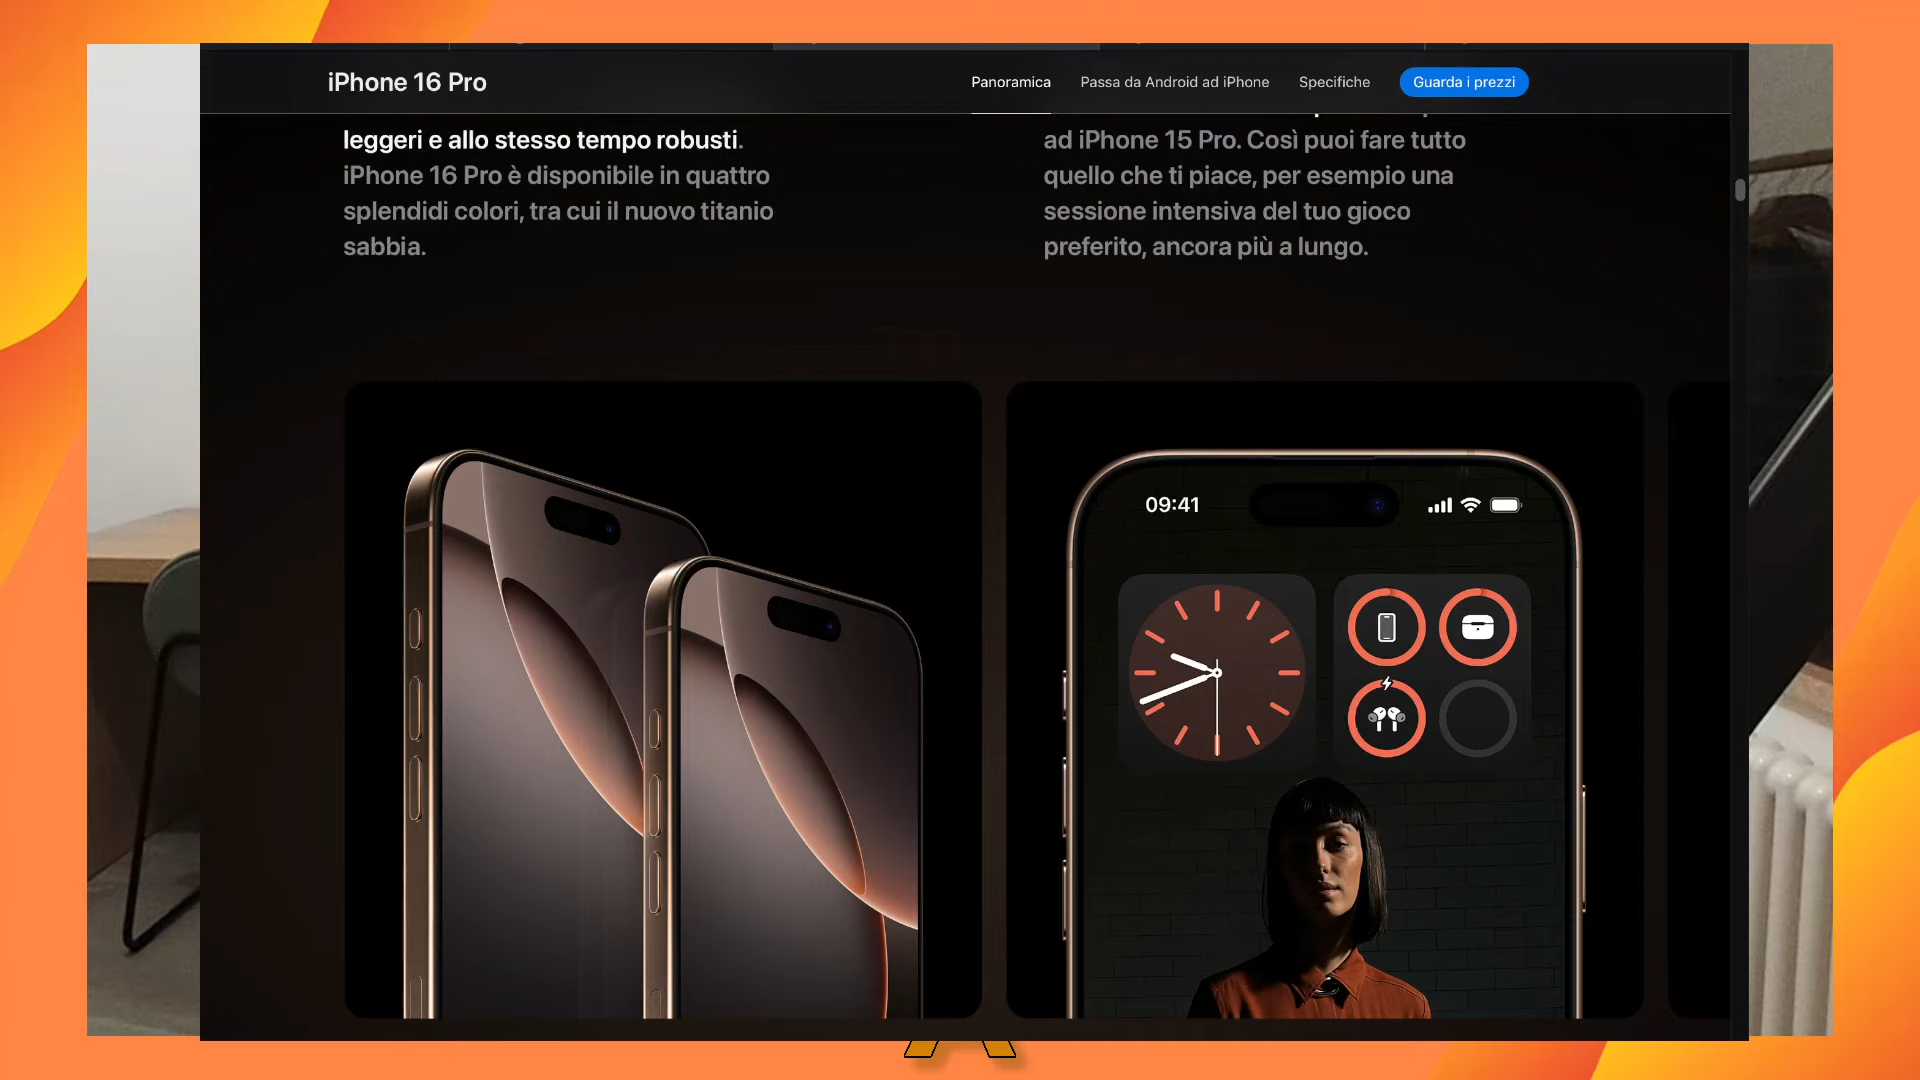 iPhone 16 Pro
Panoramica
Passa da Android ad iPhone
Specifiche
Guarda i prezzi
leggeri e allo stesso tempo robusti.
iPhone 16 Pro è disponibile in quattro
splendidi colori, tra cui il nuovo titanio
sabbia.
ad iPhone 15 Pro. Così puoi fare tutto
quello che ti piace, per esempio una
sessione intensiva del tuo gioco
preferito, ancora più a lungo.
09:41